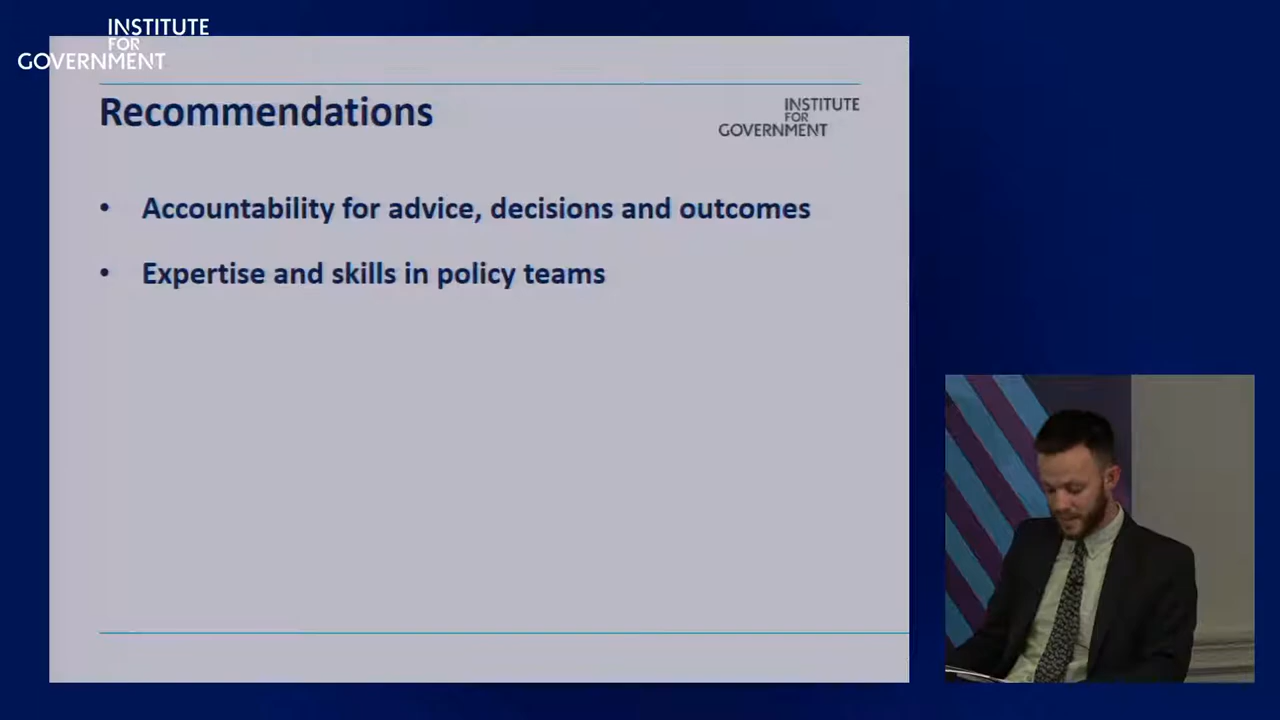 INSTITUTE
FOR
GOVERNMENT
Recommendations
INSTITUTE
FOR
GOVERNMENT
• Accountability for advice, decisions and outcomes
• Expertise and skills in policy teams